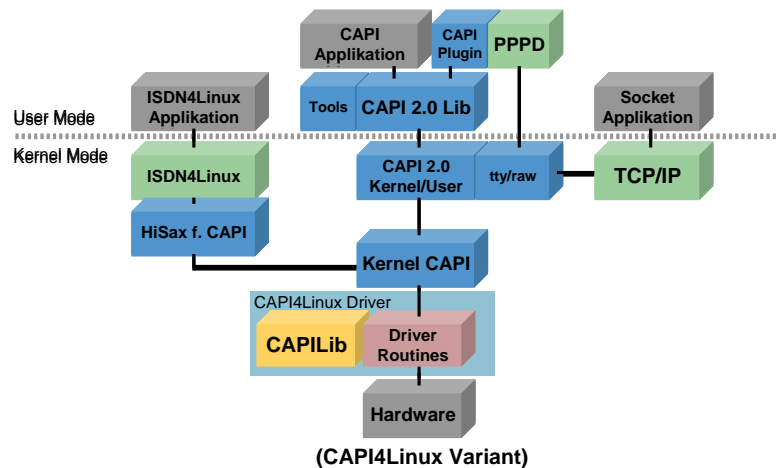 CAPI
Applikation
CAPI
Plugin
PPPD
ISDN4Linux
Applikation
Tools
CAPI 2.0 Lib
Socket
Applikation
User Mode
Kernel Mode
ISDN4Linux
CAPI 2.0
Kernel/User
tty/raw
TCP/IP
HiSax f. CAPI
Kernel CAPI
CAPI4Linux Driver
CAPILib
Driver
Routines
Hardware
(CAPI4Linux Variant)